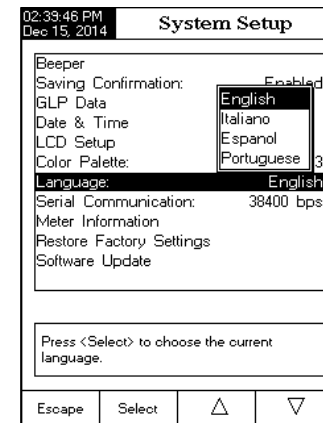 02:39:46 PM
Dec 15, 2014
System Setup
Beeper
Saving Confirmation: Enabled
GLP Data
Date & Time
LCD Setup
Color Palette: 3
Language: English
Serial Communication: 38400 bps
Meter Information
Restore Factory Settings
Software Update
English
Italiano
Espanol
Portuguese
Press <Select> to choose the current
language.
Escape Select △ ▽